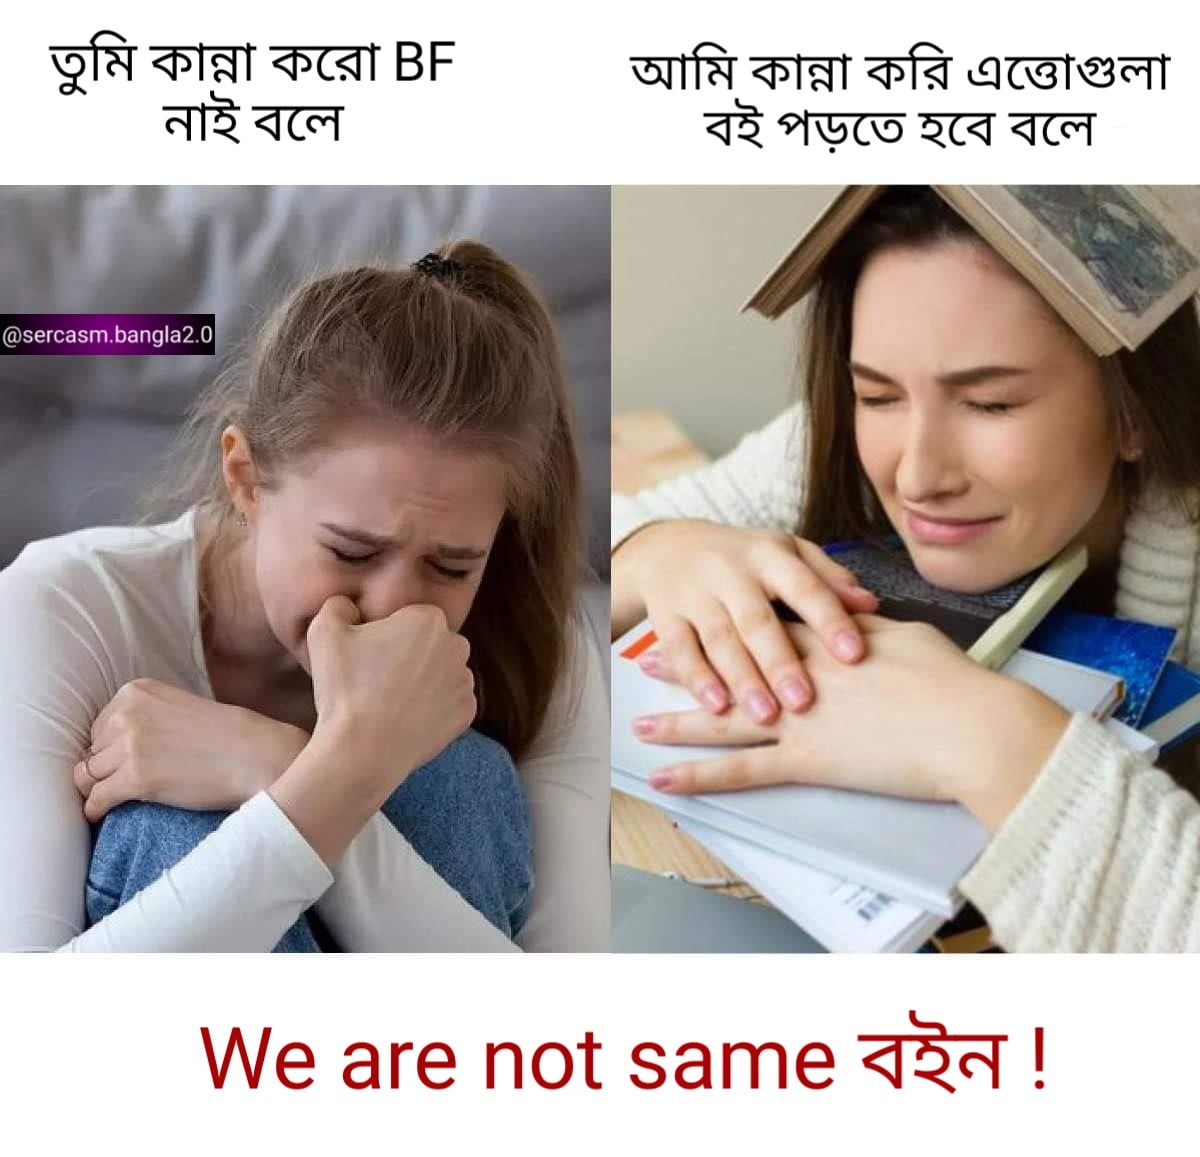 তুমি কান্না করো BF
নাই বলে
আমি কান্না করি এত্তোগুলা
বই পড়তে হবে বলে
@sercasm.bangla2.0
We are not same বইন !